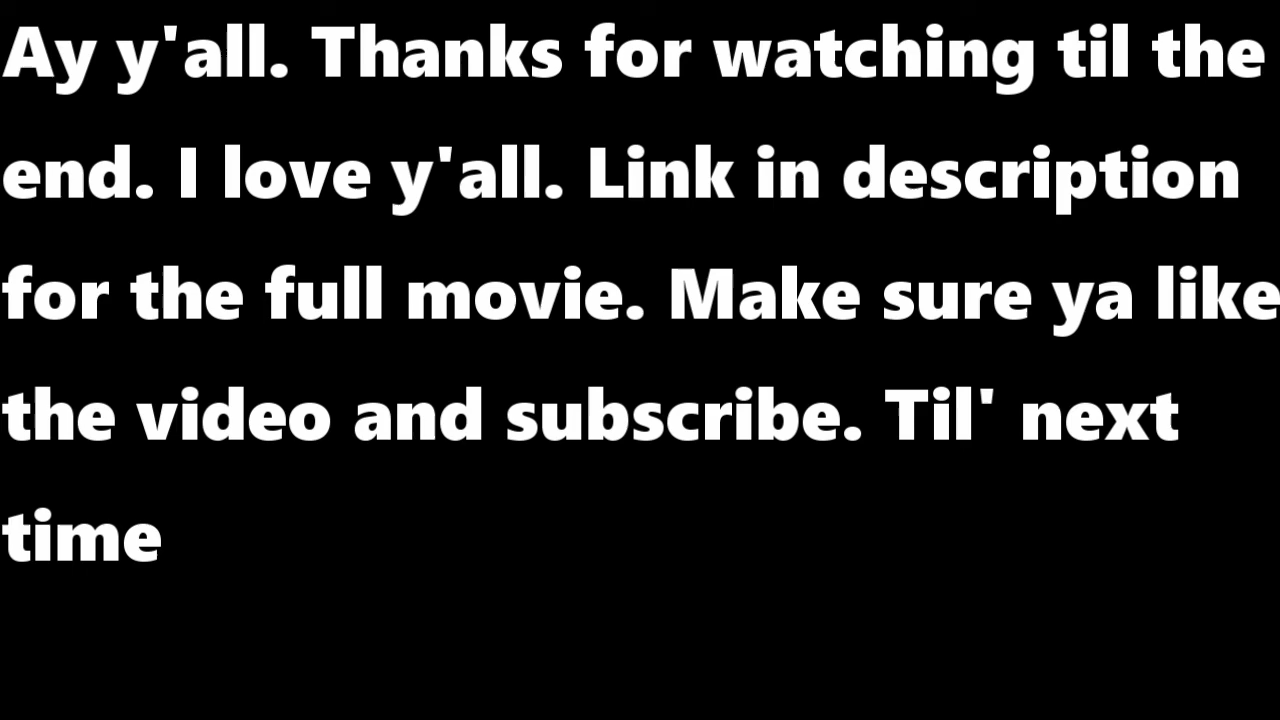 Ay y'all. Thanks for watching til the
end. I love y'all. Link in description
for the full movie. Make sure ya like
the video and subscribe. Til' next
time